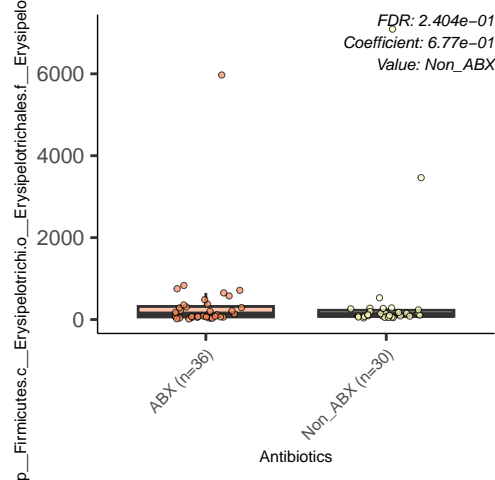 FDR: 2.404e−01
Coefficient: 6.77e−01
Value: Non_ABX
p__Firmicutes.c__Erysipelotrichi.o__Erysipelotrichales.f__Erysipelo
6000
4000
2000
0
ABX (n=36)
Non_ABX (n=30)
Antibiotics